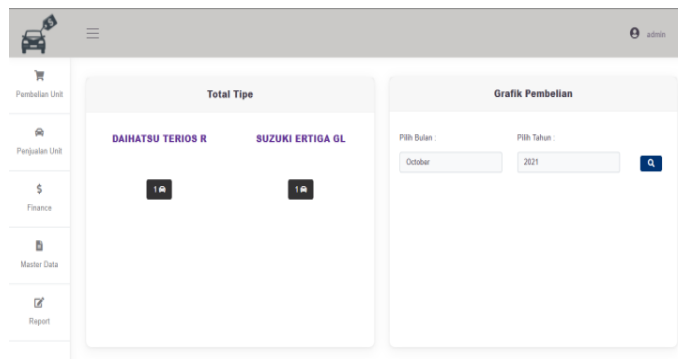 $
admin
Pembelian Unit
Penjualan Unit
$
Finance
Master Data
Report
Total Tipe
DAIHATSU TERIOS R
SUZUKI ERTIGA GL
1
1
Grafik Pembelian
Pilih Bulan :
Pilih Tahun :
October
2021